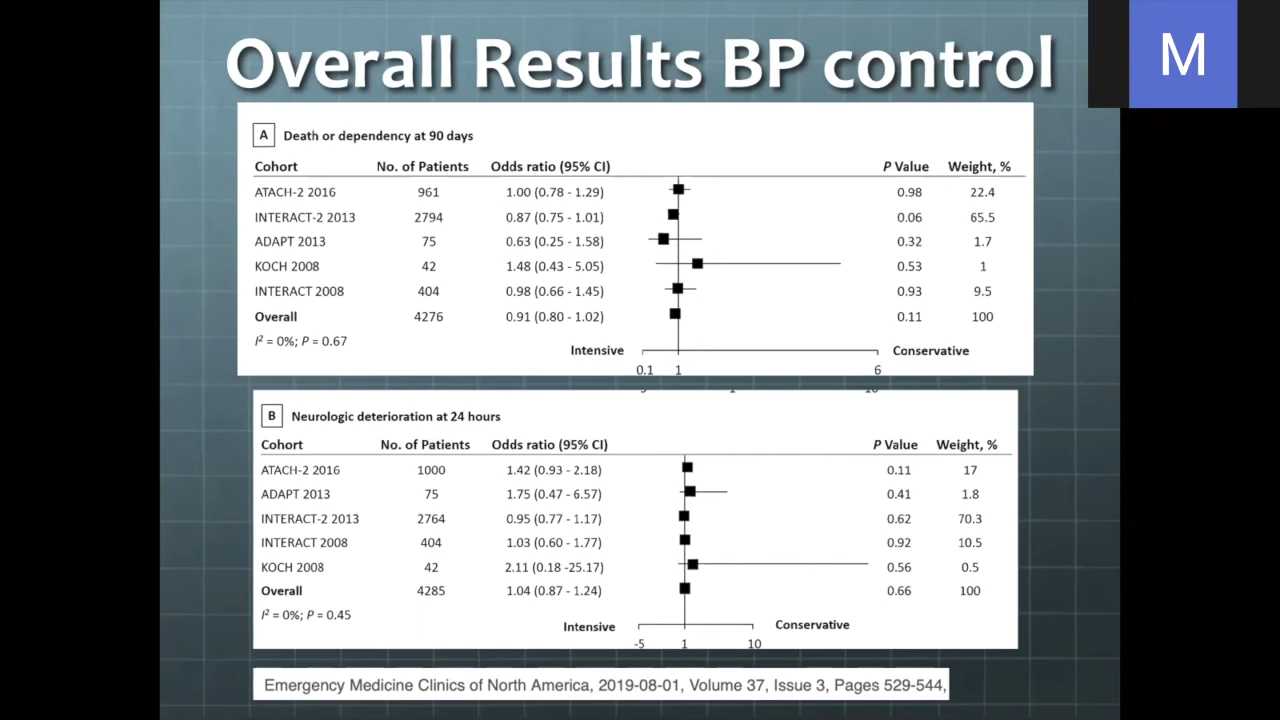 Overall Results BP control
M
A Death or dependency at 90 days
Cohort No. of Patients Odds ratio (95% CI) P Value Weight, %
ATACH-2 2016 961 1.00 (0.78 - 1.29) 0.98 22.4
INTERACT-2 2013 2794 0.87 (0.75 - 1.01) 0.06 65.5
ADAPT 2013 75 0.63 (0.25 - 1.58) 0.32 1.7
KOCH 2008 42 1.48 (0.43 - 5.05) 0.53 1
INTERACT 2008 404 0.98 (0.66 - 1.45) 0.93 9.5
Overall 4276 0.91 (0.80 - 1.02) 0.11 100
I² = 0%; P = 0.67
Intensive Conservative
0.1 1 6
B Neurologic deterioration at 24 hours
Cohort No. of Patients Odds ratio (95% CI) P Value Weight, %
ATACH-2 2016 1000 1.42 (0.93 - 2.18) 0.11 17
ADAPT 2013 75 1.75 (0.47 - 6.57) 0.41 1.8
INTERACT-2 2013 2764 0.95 (0.77 - 1.17) 0.62 70.3
INTERACT 2008 404 1.03 (0.60 - 1.77) 0.92 10.5
KOCH 2008 42 2.11 (0.18 -25.17) 0.56 0.5
Overall 4285 1.04 (0.87 - 1.24) 0.66 100
I² = 0%; P = 0.45
Intensive Conservative
-5 1 10
Emergency Medicine Clinics of North America, 2019-08-01, Volume 37, Issue 3, Pages 529-544,